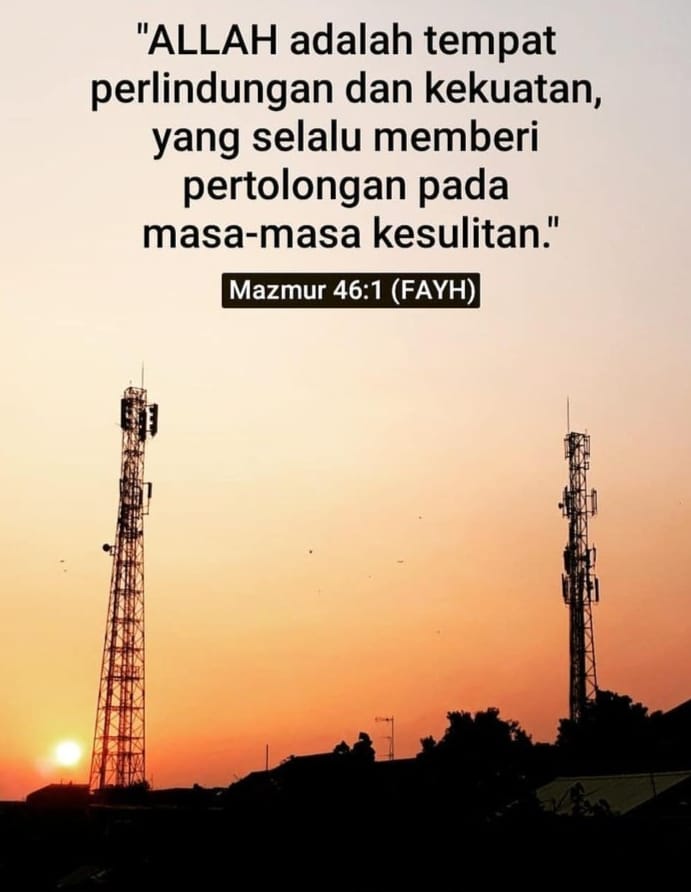 "ALLAH adalah tempat
perlindungan dan kekuatan,
yang selalu memberi
pertolongan pada
masa-masa kesulitan."
Mazmur 46:1 (FAYH)